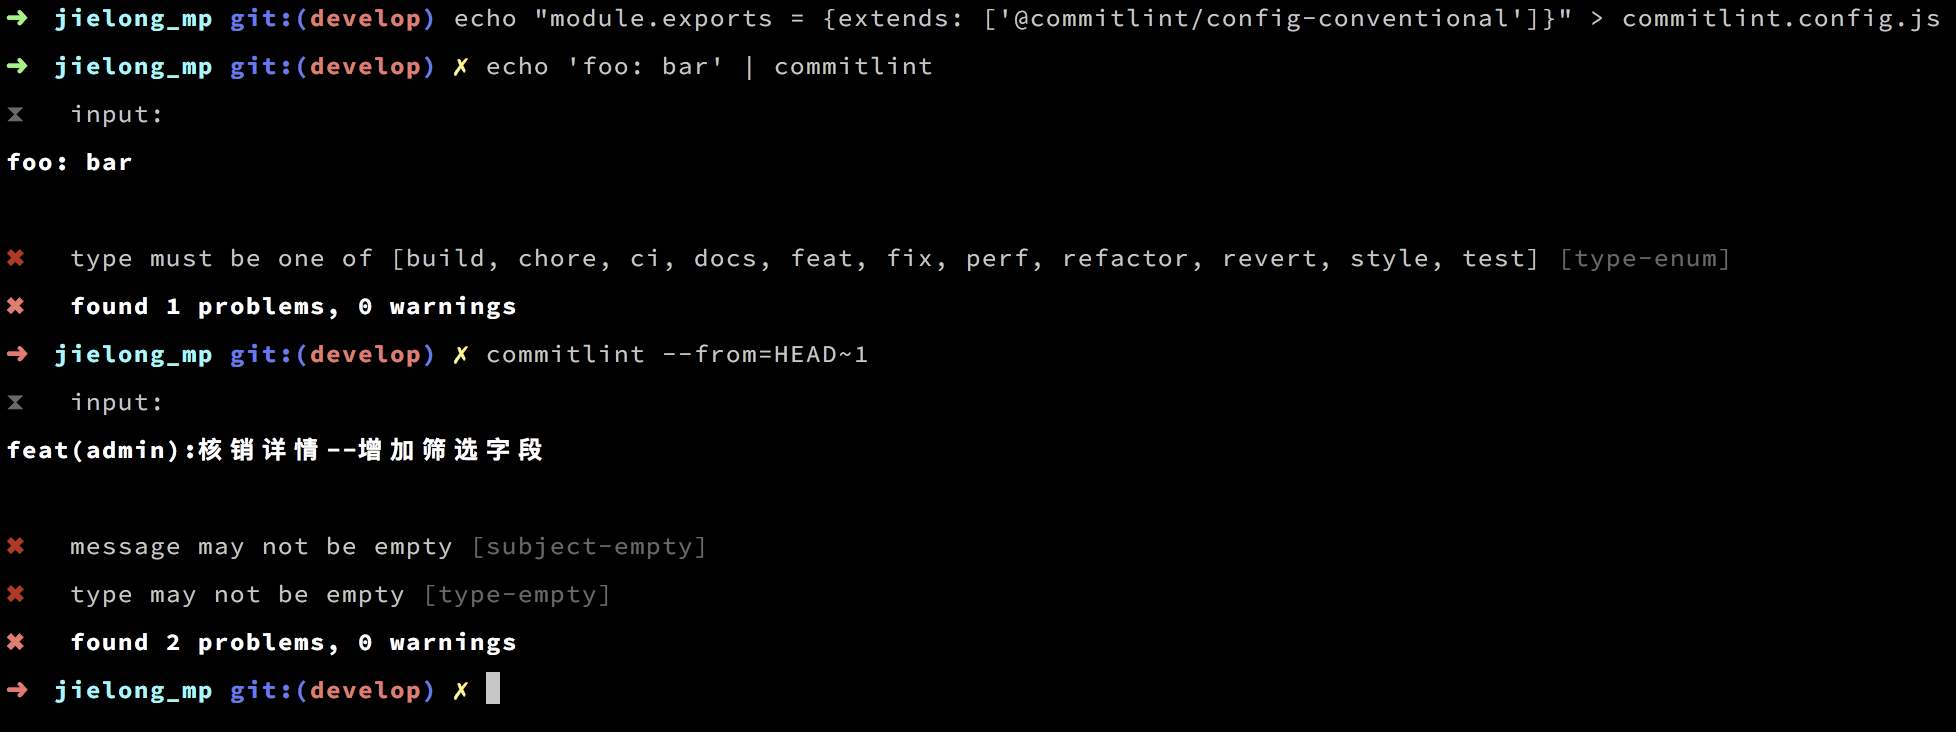 ➜ jielong_mp git:(develop) echo "module.exports = {extends: ['@commitlint/config-conventional']}" > commitlint.config.js
➜ jielong_mp git:(develop) ✗ echo 'foo: bar' | commitlint
⧗ input:
foo: bar
✖ type must be one of [build, chore, ci, docs, feat, fix, perf, refactor, revert, style, test] [type-enum]
✖ found 1 problems, 0 warnings
➜ jielong_mp git:(develop) ✗ commitlint --from=HEAD~1
⧗ input:
feat(admin):核销详情--增加筛选字段
✖ message may not be empty [subject-empty]
✖ type may not be empty [type-empty]
✖ found 2 problems, 0 warnings
➜ jielong_mp git:(develop) ✗